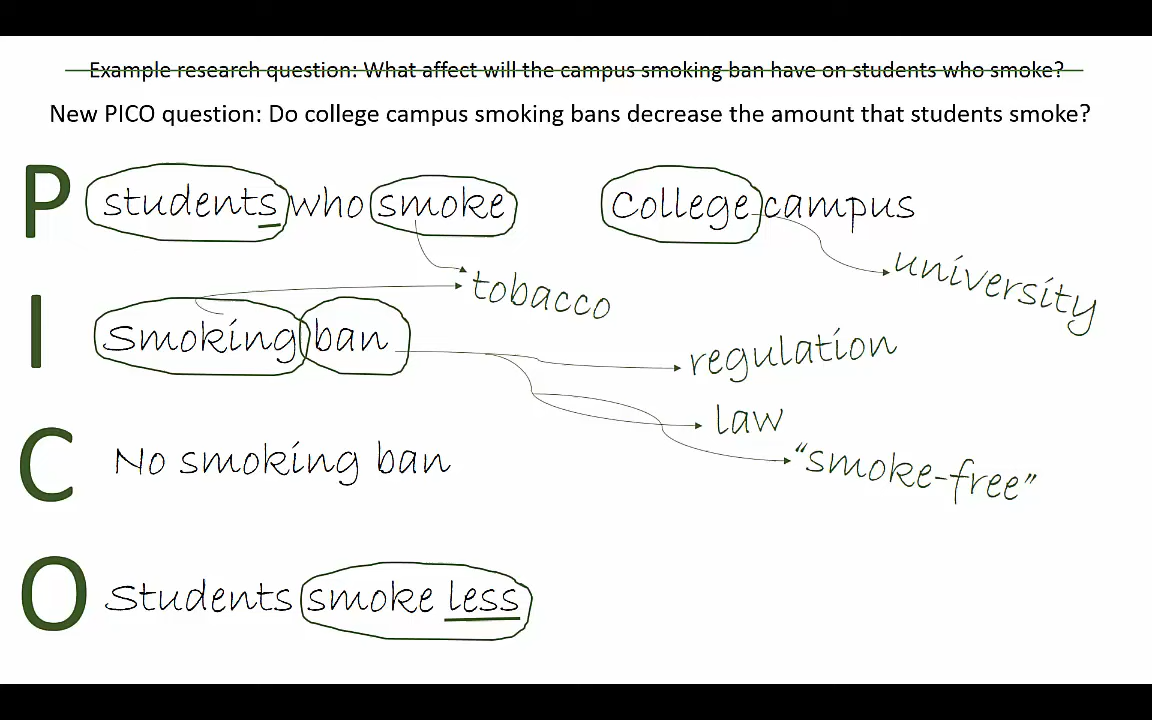 Example research question: What affect will the campus smoking ban have on students who smoke?
New PICO question: Do college campus smoking bans decrease the amount that students smoke?
P students who smoke College campus
university
tobacco
I Smoking ban
regulation
law
C No smoking ban
"smoke-free"
O Students smoke less